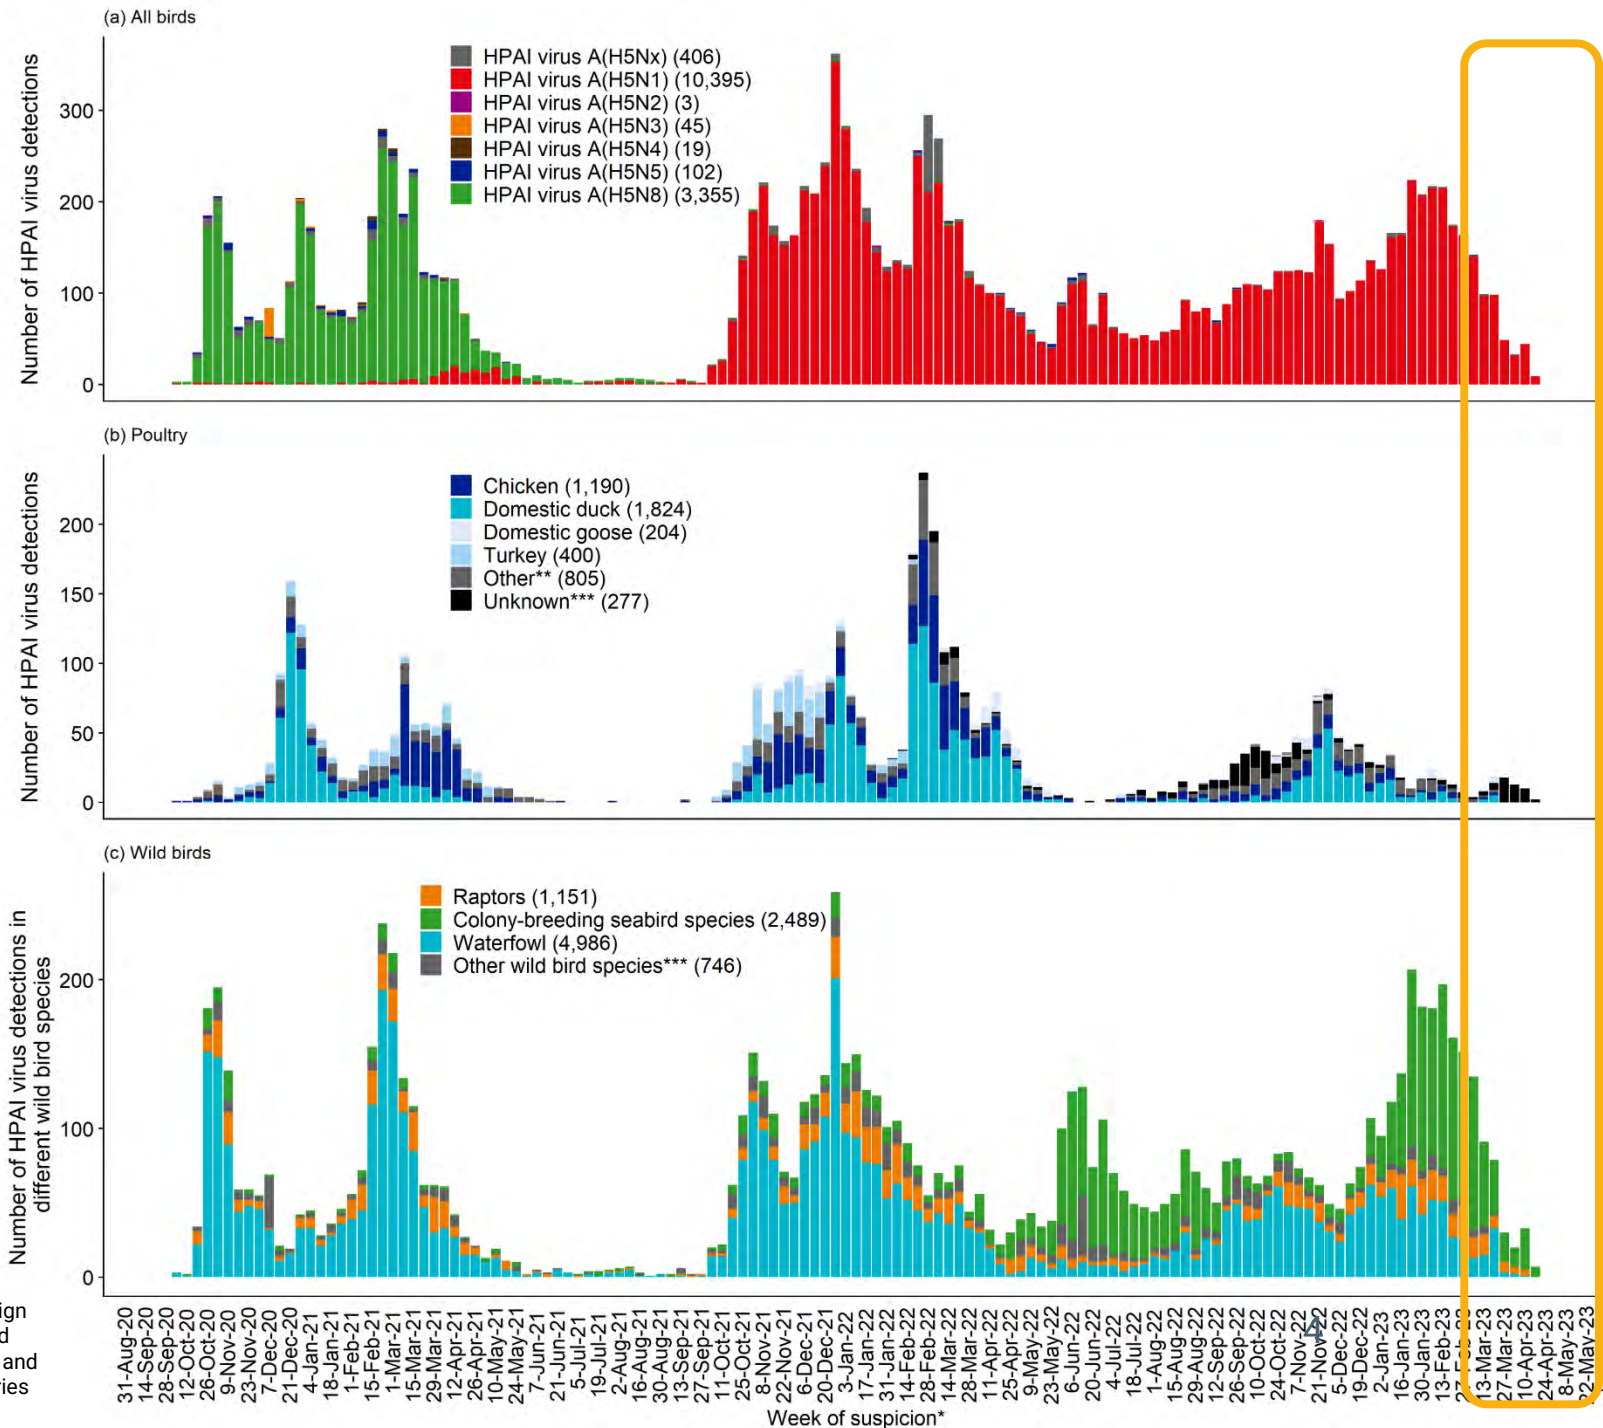 (a) All birds
Number of HPAI virus detections
300
200
100
0
HPAI virus A(H5Nx) (406)
HPAI virus A(H5N1) (10,395)
HPAI virus A(H5N2) (3)
HPAI virus A(H5N3) (45)
HPAI virus A(H5N4) (19)
HPAI virus A(H5N5) (102)
HPAI virus A(H5N8) (3,355)
(b) Poultry
Number of HPAI virus detections
200
150
100
50
0
Chicken (1,190)
Domestic duck (1,824)
Domestic goose (204)
Turkey (400)
Other** (805)
Unknown*** (277)
(c) Wild birds
Number of HPAI virus detections in
different wild bird species
200
100
0
Raptors (1,151)
Colony-breeding seabird species (2,489)
Waterfowl (4,986)
Other wild bird species*** (746)
31-Aug-20
14-Sep-20
28-Sep-20
12-Oct-20
26-Oct-20
9-Nov-20
23-Nov-20
7-Dec-20
21-Dec-20
4-Jan-21
18-Jan-21
1-Feb-21
15-Feb-21
1-Mar-21
15-Mar-21
29-Mar-21
12-Apr-21
26-Apr-21
10-May-21
24-May-21
7-Jun-21
21-Jun-21
5-Jul-21
19-Jul-21
2-Aug-21
16-Aug-21
30-Aug-21
13-Sep-21
27-Sep-21
11-Oct-21
25-Oct-21
8-Nov-21
22-Nov-21
6-Dec-21
20-Dec-21
3-Jan-22
17-Jan-22
31-Jan-22
14-Feb-22
28-Feb-22
14-Mar-22
28-Mar-22
11-Apr-22
25-Apr-22
9-May-22
23-May-22
6-Jun-22
20-Jun-22
4-Jul-22
18-Jul-22
1-Aug-22
15-Aug-22
29-Aug-22
12-Sep-22
26-Sep-22
10-Oct-22
24-Oct-22
7-Nov-22
21-Nov-22
5-Dec-22
19-Dec-22
2-Jan-23
16-Jan-23
30-Jan-23
13-Feb-23
27-Feb-23
13-Mar-23
27-Mar-23
10-Apr-23
24-Apr-23
8-May-23
22-May-23
4
Week of suspicion*
ign
d
and
ries